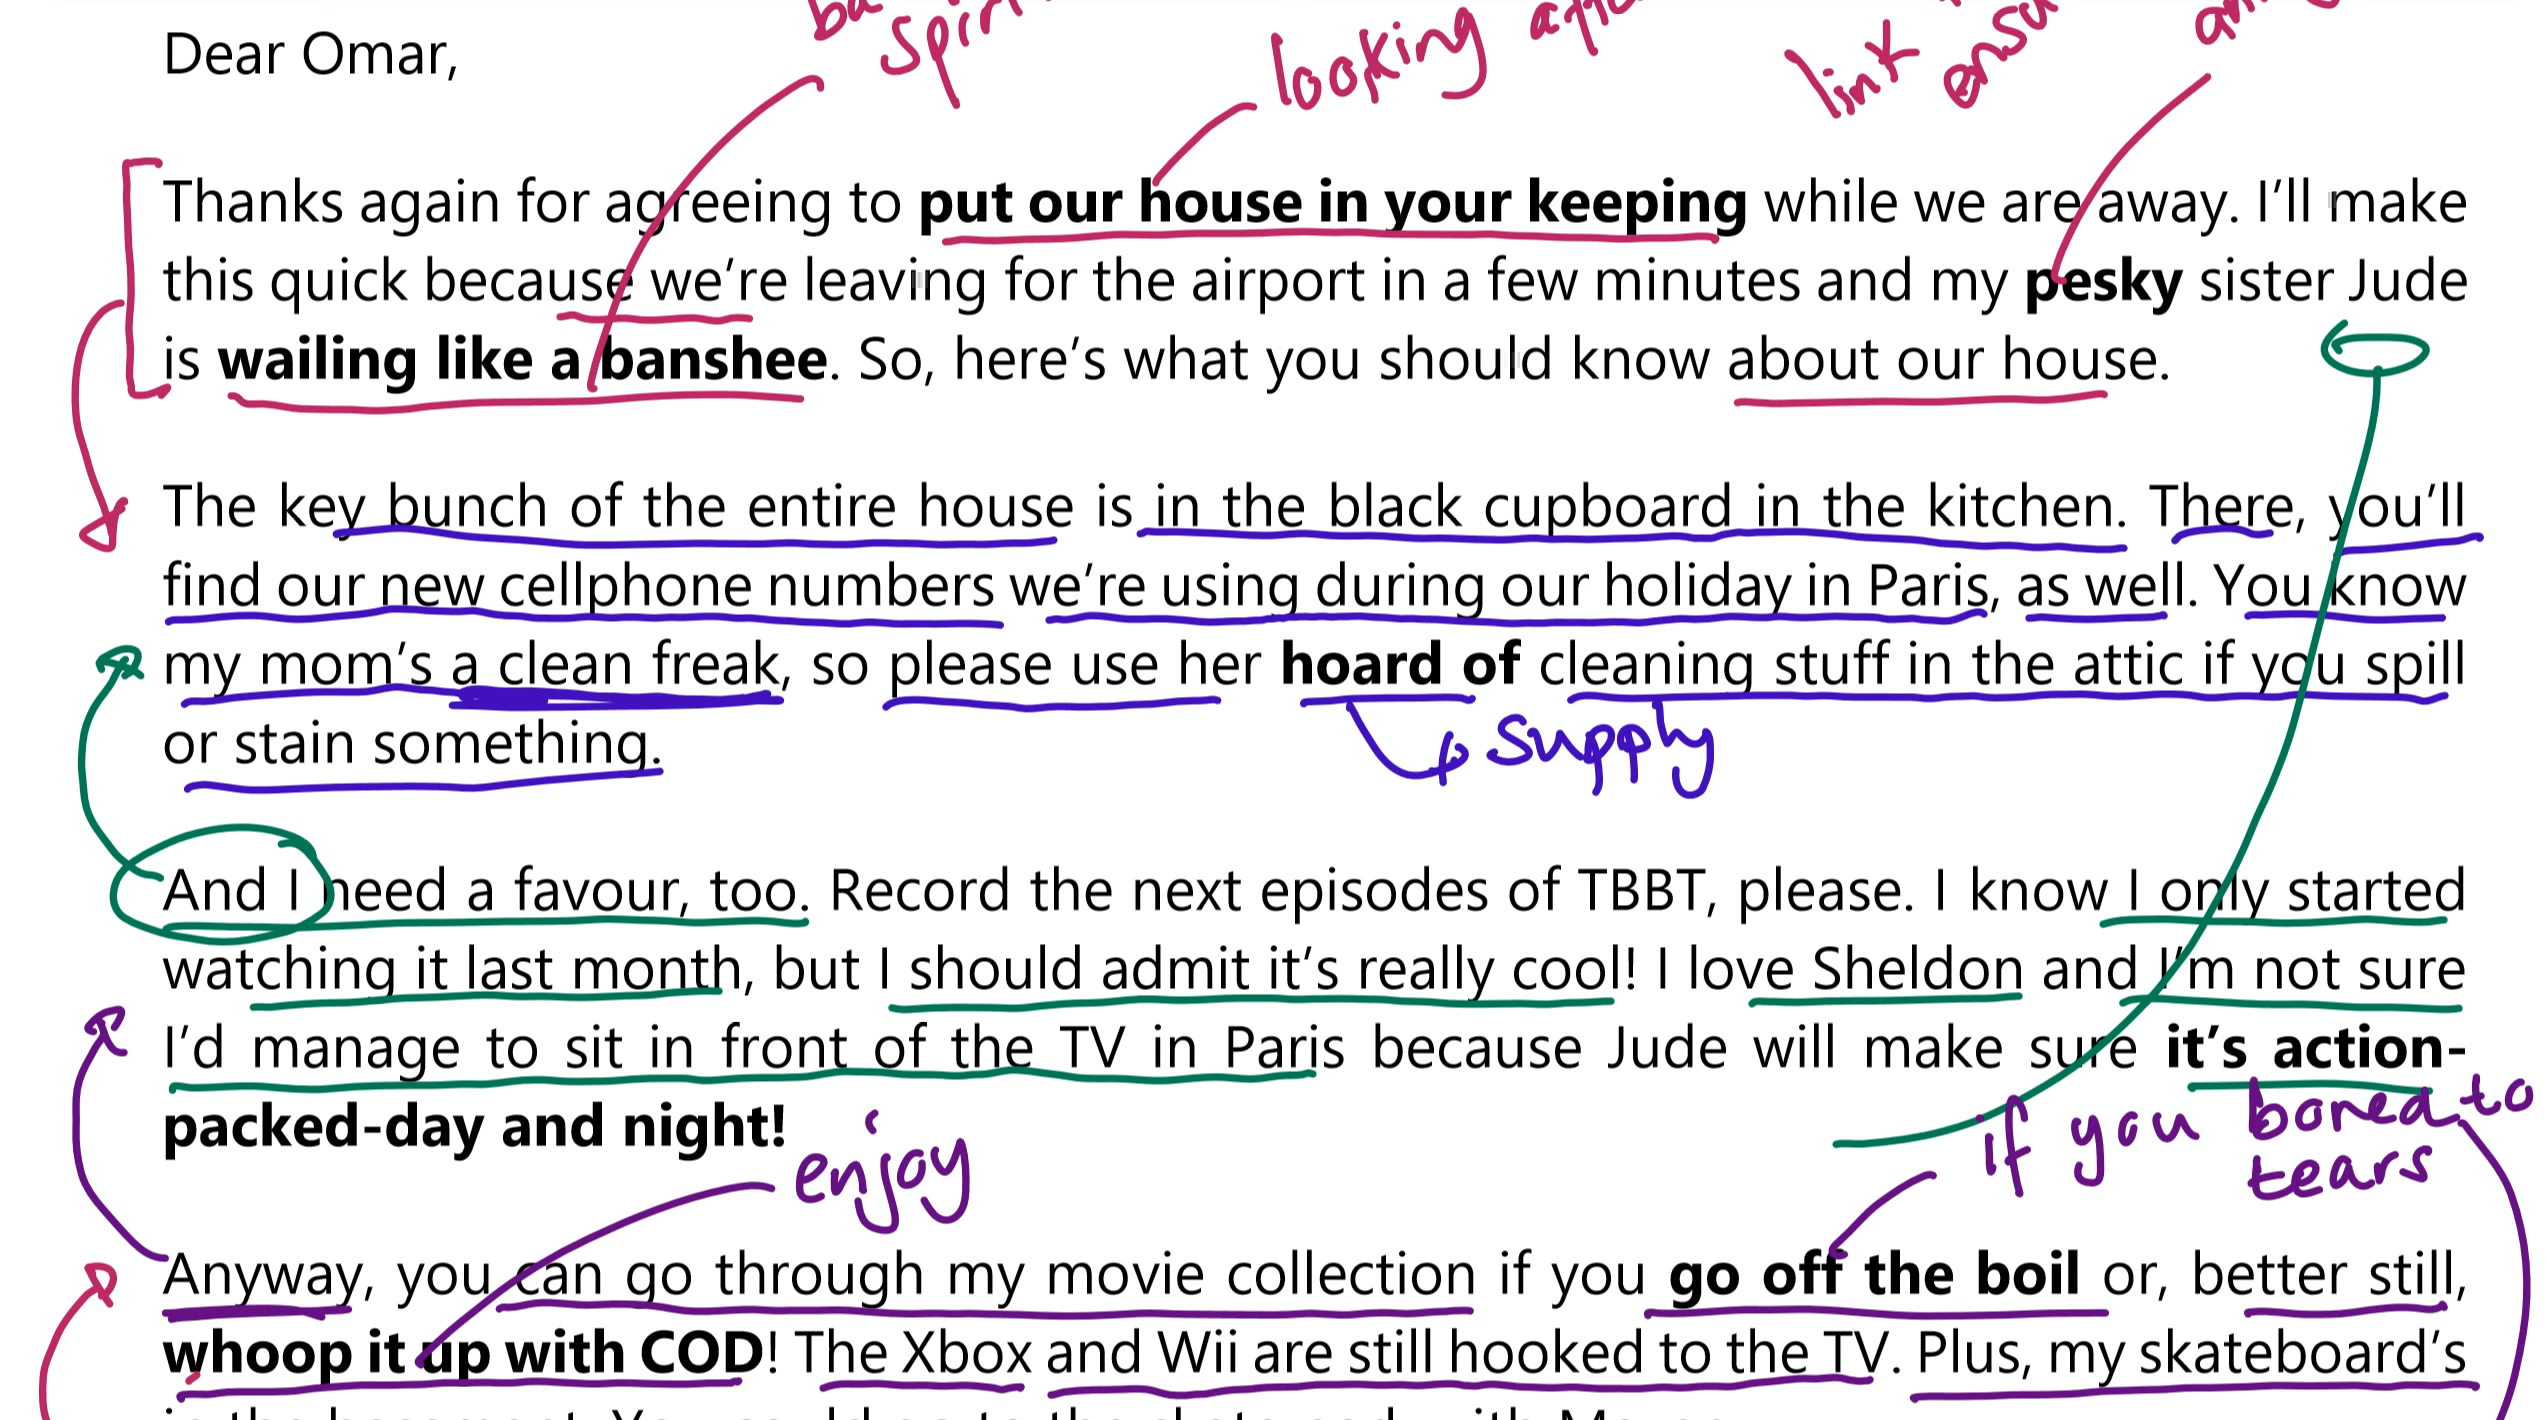 Dear Omar,
looking
link
Thanks again for agreeing to put our house in your keeping while we are away. I'll make
this quick because we're leaving for the airport in a few minutes and my pesky sister Jude
is wailing like a banshee. So, here's what you should know about our house.
The key bunch of the entire house is in the black cupboard in the kitchen. There, you'll
find our new cellphone numbers we're using during our holiday in Paris, as well. You know
my mom's a clean freak, so please use her hoard of cleaning stuff in the attic if you spill
or stain something.
supply
And I need a favour, too. Record the next episodes of TBBT, please. I know I only started
watching it last month, but I should admit it's really cool! I love Sheldon and I'm not sure
I'd manage to sit in front of the TV in Paris because Jude will make sure it's action-
packed-day and night!
enjoy
if you bored to
tears
Anyway, you can go through my movie collection if you go off the boil or, better still,
whoop it up with COD! The Xbox and Wii are still hooked to the TV. Plus, my skateboard's